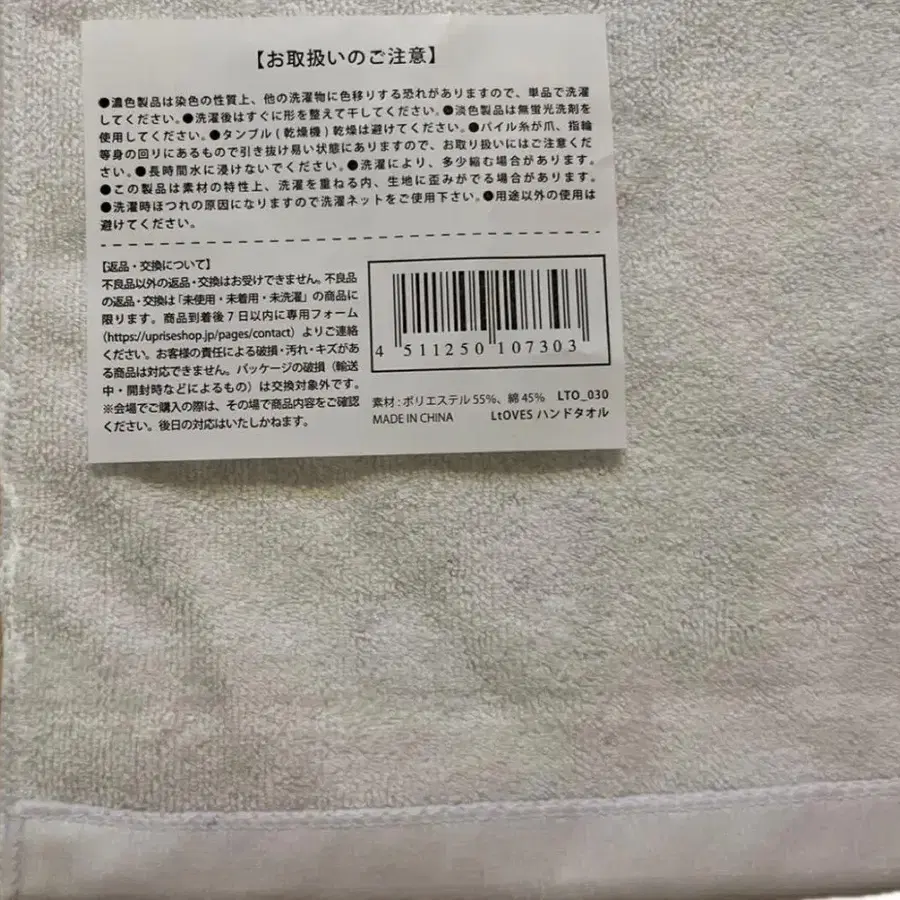 【お取扱いのご注意】
●濃色製品は染色の性質上、他の洗濯物に色移りする恐れがありますので、単品で洗濯
してください。●洗濯後はすぐに形を整えて干してください。●淡色製品は無蛍光洗剤を
使用してください。●タンブル(乾燥機)乾燥は避けてください。●パイル糸が爪、指輪
等身の回りにあるもので引き抜け易い状態にありますので、お取り扱いにはご注意くだ
さい。●長時間水に浸けないでください。●洗濯により、多少縮む場合があります。
●この製品は素材の特性上、洗濯を重ねる内、生地に歪みがでる場合があります。
●洗濯時ほつれの原因になりますので洗濯ネットをご使用下さい。●用途以外の使用は
避けてください。
【返品・交換について】
不良品以外の返品・交換はお受けできません。不良品
の返品・交換は「未使用・未着用・未洗濯」の商品に
限ります。商品到着後7日以内に専用フォーム
(https://upriseshop.jp/pages/contact) よりご連絡
ください。お客様の責任による破損・汚れ・キズがあ
る商品は対応できません。パッケージの破損(輸送
中・開封時などによるもの)は交換対象外です。
※会場でご購入の際は、その場で商品内容をご確認
ください。後日の対応はいたしかねます。
4 511250 107303
素材:ポリエステル55%、綿45% LTO_030
MADE IN CHINA LtOVES ハンドタオル